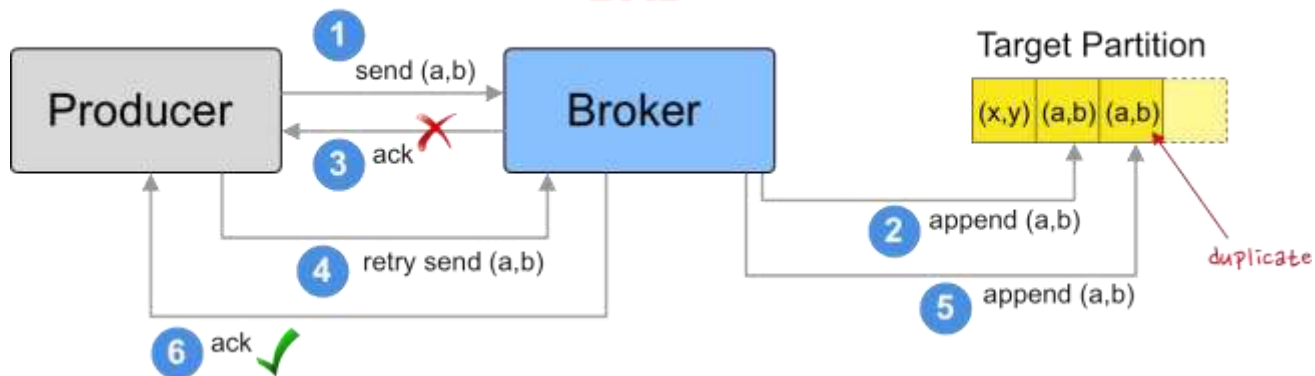 1
send (a,b)
Producer
Broker
3
ack
Target Partition
(x,y) (a,b) (a,b)
2
append (a,b)
duplicate
4
retry send (a,b)
5
append (a,b)
6
ack